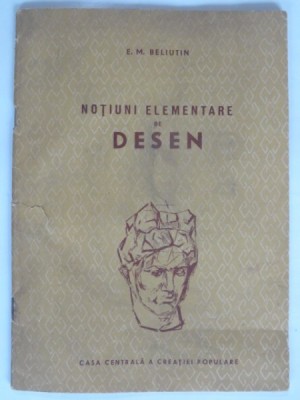 E. M. BELIUTIN
NOȚIUNI ELEMENTARE
DE
DESEN
CASA CENTRALĂ A CREAȚIEI POPULARE